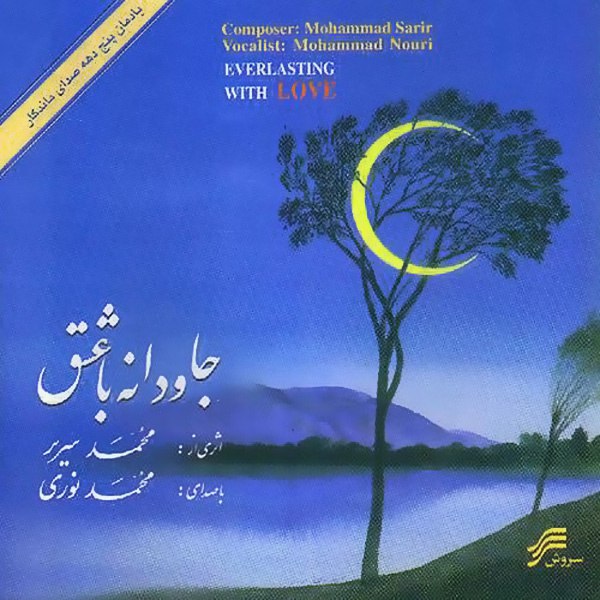 یادمان پنج دهه صدای ماندگار
Composer: Mohammad Sarir
Vocalist: Mohammad Nouri
EVERLASTING
WITH LOVE
جاودانه با عشق
اثری از : محمد سریر
با صدای : محمد نوری
سروش